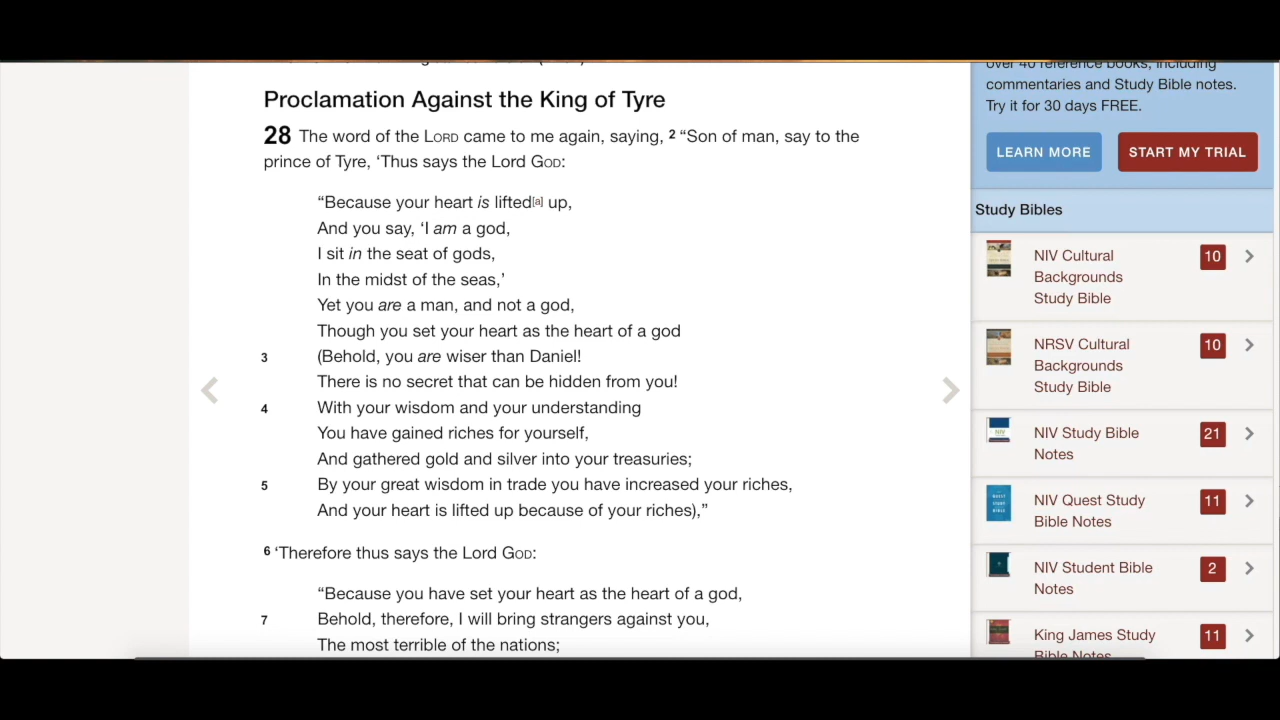 Proclamation Against the King of Tyre
28 The word of the LORD came to me again, saying, 2 “Son of man, say to the
prince of Tyre, ‘Thus says the Lord GOD:
“Because your heart is lifted[a] up,
And you say, ‘I am a god,
I sit in the seat of gods,
In the midst of the seas,’
Yet you are a man, and not a god,
Though you set your heart as the heart of a god
3 (Behold, you are wiser than Daniel!
There is no secret that can be hidden from you!
4 With your wisdom and your understanding
You have gained riches for yourself,
And gathered gold and silver into your treasuries;
5 By your great wisdom in trade you have increased your riches,
And your heart is lifted up because of your riches),”
6 ‘Therefore thus says the Lord GOD:
“Because you have set your heart as the heart of a god,
7 Behold, therefore, I will bring strangers against you,
The most terrible of the nations;
over 40 reference books, including
commentaries and Study Bible notes.
Try it for 30 days FREE.
LEARN MORE
START MY TRIAL
Study Bibles
NIV Cultural
Backgrounds
Study Bible
10
NRSV Cultural
Backgrounds
Study Bible
10
NIV Study Bible
Notes
21
NIV Quest Study
Bible Notes
11
NIV Student Bible
Notes
2
King James Study
Bible Notes
11